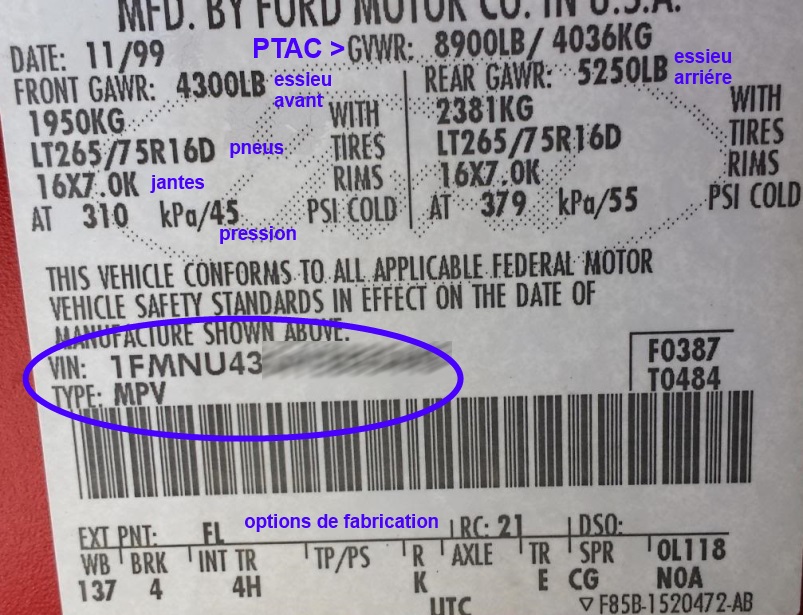 MFD. BY FORD MOTOR CO. IN U.S.A.
DATE: 11/99 PTAC > GVWR: 8900LB/ 4036KG
FRONT GAWR: 4300LB essieu avant REAR GAWR: 5250LB essieu arriére
1950KG WITH 2381KG WITH
LT265/75R16D pneus TIRES LT265/75R16D TIRES
16X7.0K jantes RIMS 16X7.0K RIMS
AT 310 kPa/45 PSI COLD AT 379 kPa/55 PSI COLD
pression
THIS VEHICLE CONFORMS TO ALL APPLICABLE FEDERAL MOTOR
VEHICLE SAFETY STANDARDS IN EFFECT ON THE DATE OF
MANUFACTURE SHOWN ABOVE.
VIN: 1FMNU43
TYPE: MPV
F0387
T0484
options de fabrication
EXT PNT: FL RC: 21 DSO:
WB BRK INT TR TP/PS R AXLE TR SPR OL118
137 4 4H K E CG NOA
UTC ▽ F85B-1520472-AB